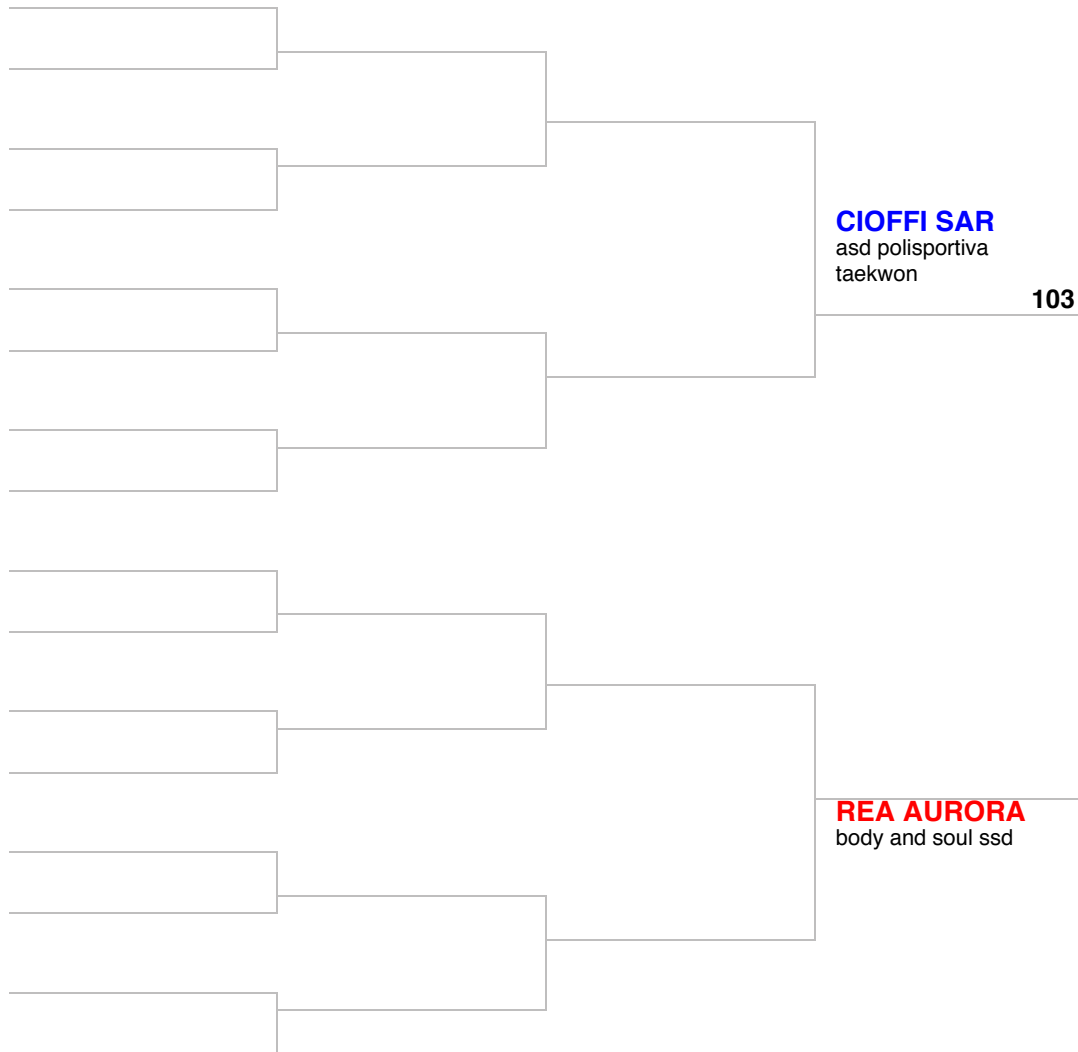 CIOFFI SAR
asd polisportiva
taekwon
103
REA AURORA
body and soul ssd